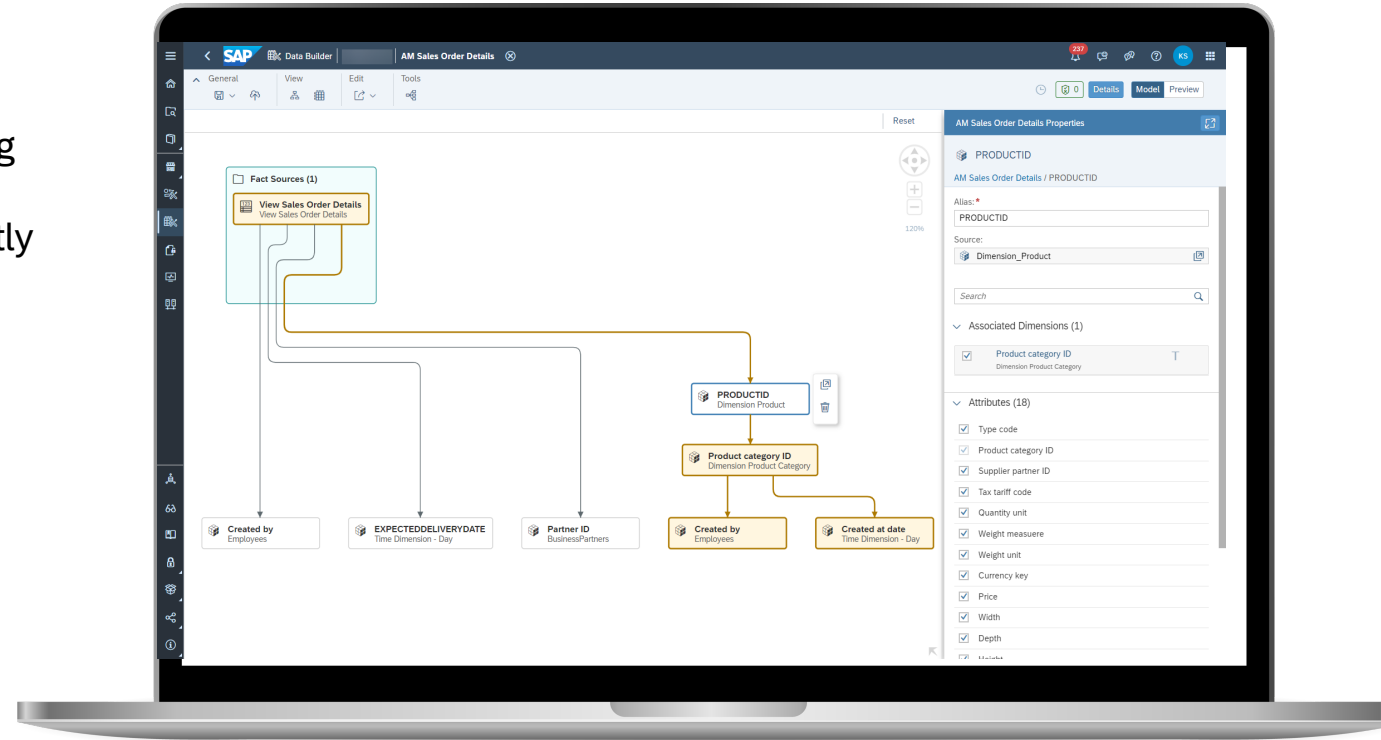 g
tly
SAP
Data Builder
AM Sales Order Details
237
KS
General
View
Edit
Tools
0
Details
Model
Preview
Reset
120%
Fact Sources (1)
View Sales Order Details
View Sales Order Details
PRODUCTID
Dimension Product
Product category ID
Dimension Product Category
Created by
Employees
EXPECTEDDELIVERYDATE
Time Dimension - Day
Partner ID
BusinessPartners
Created by
Employees
Created at date
Time Dimension - Day
AM Sales Order Details Properties
PRODUCTID
AM Sales Order Details / PRODUCTID
Alias:*
PRODUCTID
Source:
Dimension_Product
Search
Associated Dimensions (1)
Product category ID
Dimension Product Category
Attributes (18)
Type code
Product category ID
Supplier partner ID
Tax tariff code
Quantity unit
Weight measuere
Weight unit
Currency key
Price
Width
Depth
Height